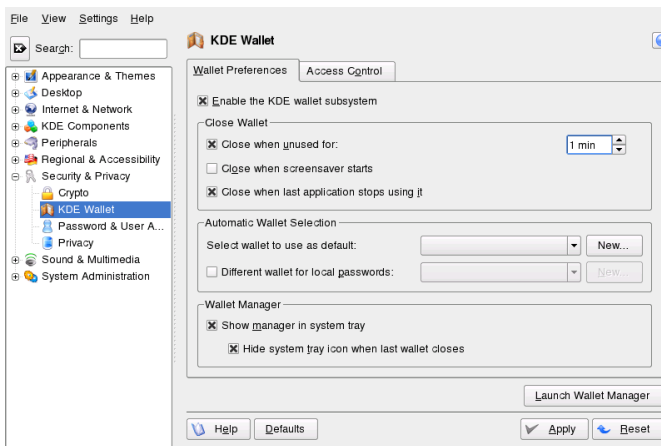 File View Settings Help
Search:
Appearance & Themes
Desktop
Internet & Network
KDE Components
Peripherals
Regional & Accessibility
Security & Privacy
Crypto
KDE Wallet
Password & User A...
Privacy
Sound & Multimedia
System Administration
KDE Wallet
Wallet Preferences Access Control
Enable the KDE wallet subsystem
Close Wallet
Close when unused for: 1 min
Close when screensaver starts
Close when last application stops using it
Automatic Wallet Selection
Select wallet to use as default: New...
Different wallet for local passwords: New...
Wallet Manager
Show manager in system tray
Hide system tray icon when last wallet closes
Launch Wallet Manager
Help Defaults Apply Reset